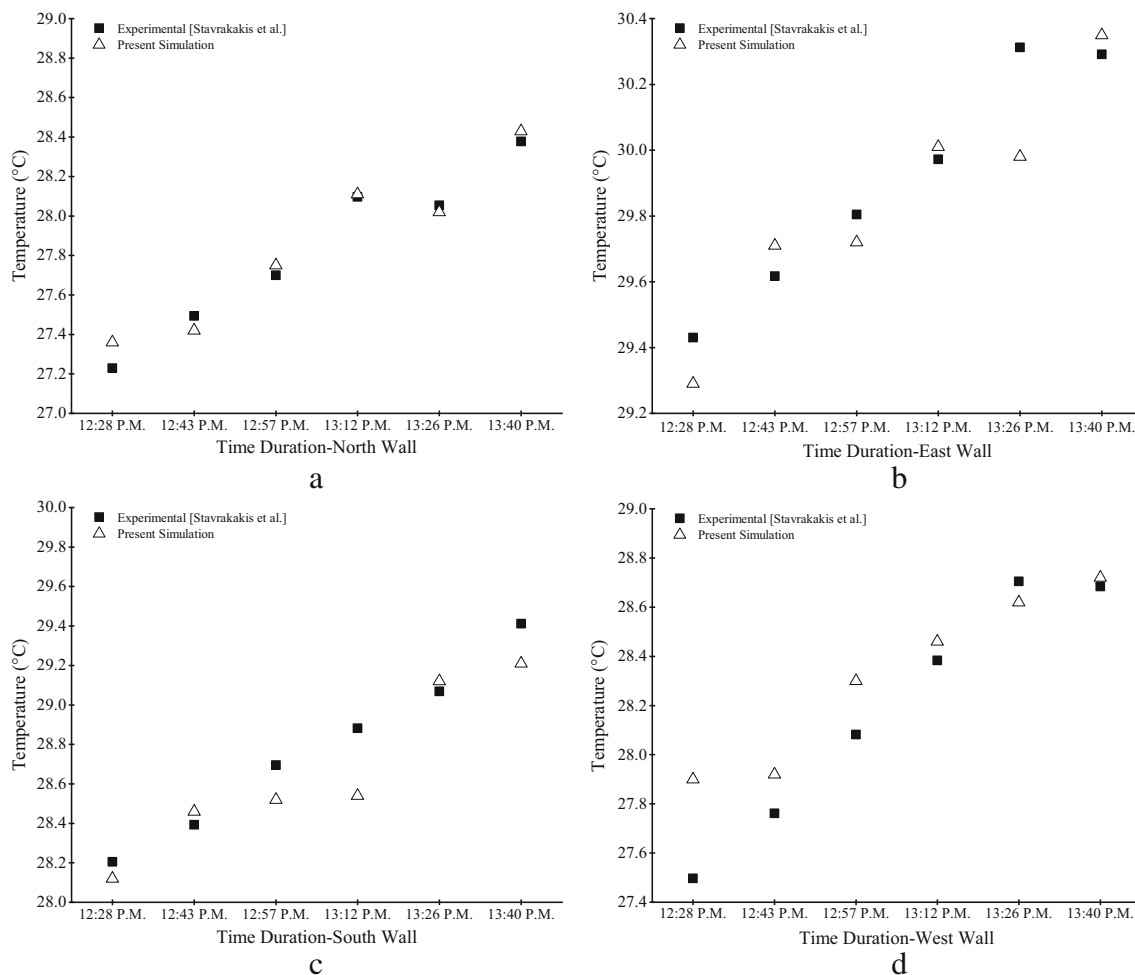 29.0
28.8
28.6
28.4
28.2
28.0
27.8
27.6
27.4
27.2
27.0
Temperature (°C)
■ Experimental [Stavrakakis et al.]
△ Present Simulation
12:28 P.M. 12:43 P.M. 12:57 P.M. 13:12 P.M. 13:26 P.M. 13:40 P.M.
Time Duration-North Wall
a
30.4
30.2
30.0
29.8
29.6
29.4
29.2
Temperature (°C)
■ Experimental [Stavrakakis et al.]
△ Present Simulation
12:28 P.M. 12:43 P.M. 12:57 P.M. 13:12 P.M. 13:26 P.M. 13:40 P.M.
Time Duration-East Wall
b
30.0
29.8
29.6
29.4
29.2
29.0
28.8
28.6
28.4
28.2
28.0
Temperature (°C)
■ Experimental [Stavrakakis et al.]
△ Present Simulation
12:28 P.M. 12:43 P.M. 12:57 P.M. 13:12 P.M. 13:26 P.M. 13:40 P.M.
Time Duration-South Wall
c
29.0
28.8
28.6
28.4
28.2
28.0
27.8
27.6
27.4
Temperature (°C)
■ Experimental [Stavrakakis et al.]
△ Present Simulation
12:28 P.M. 12:43 P.M. 12:57 P.M. 13:12 P.M. 13:26 P.M. 13:40 P.M.
Time Duration-West Wall
d